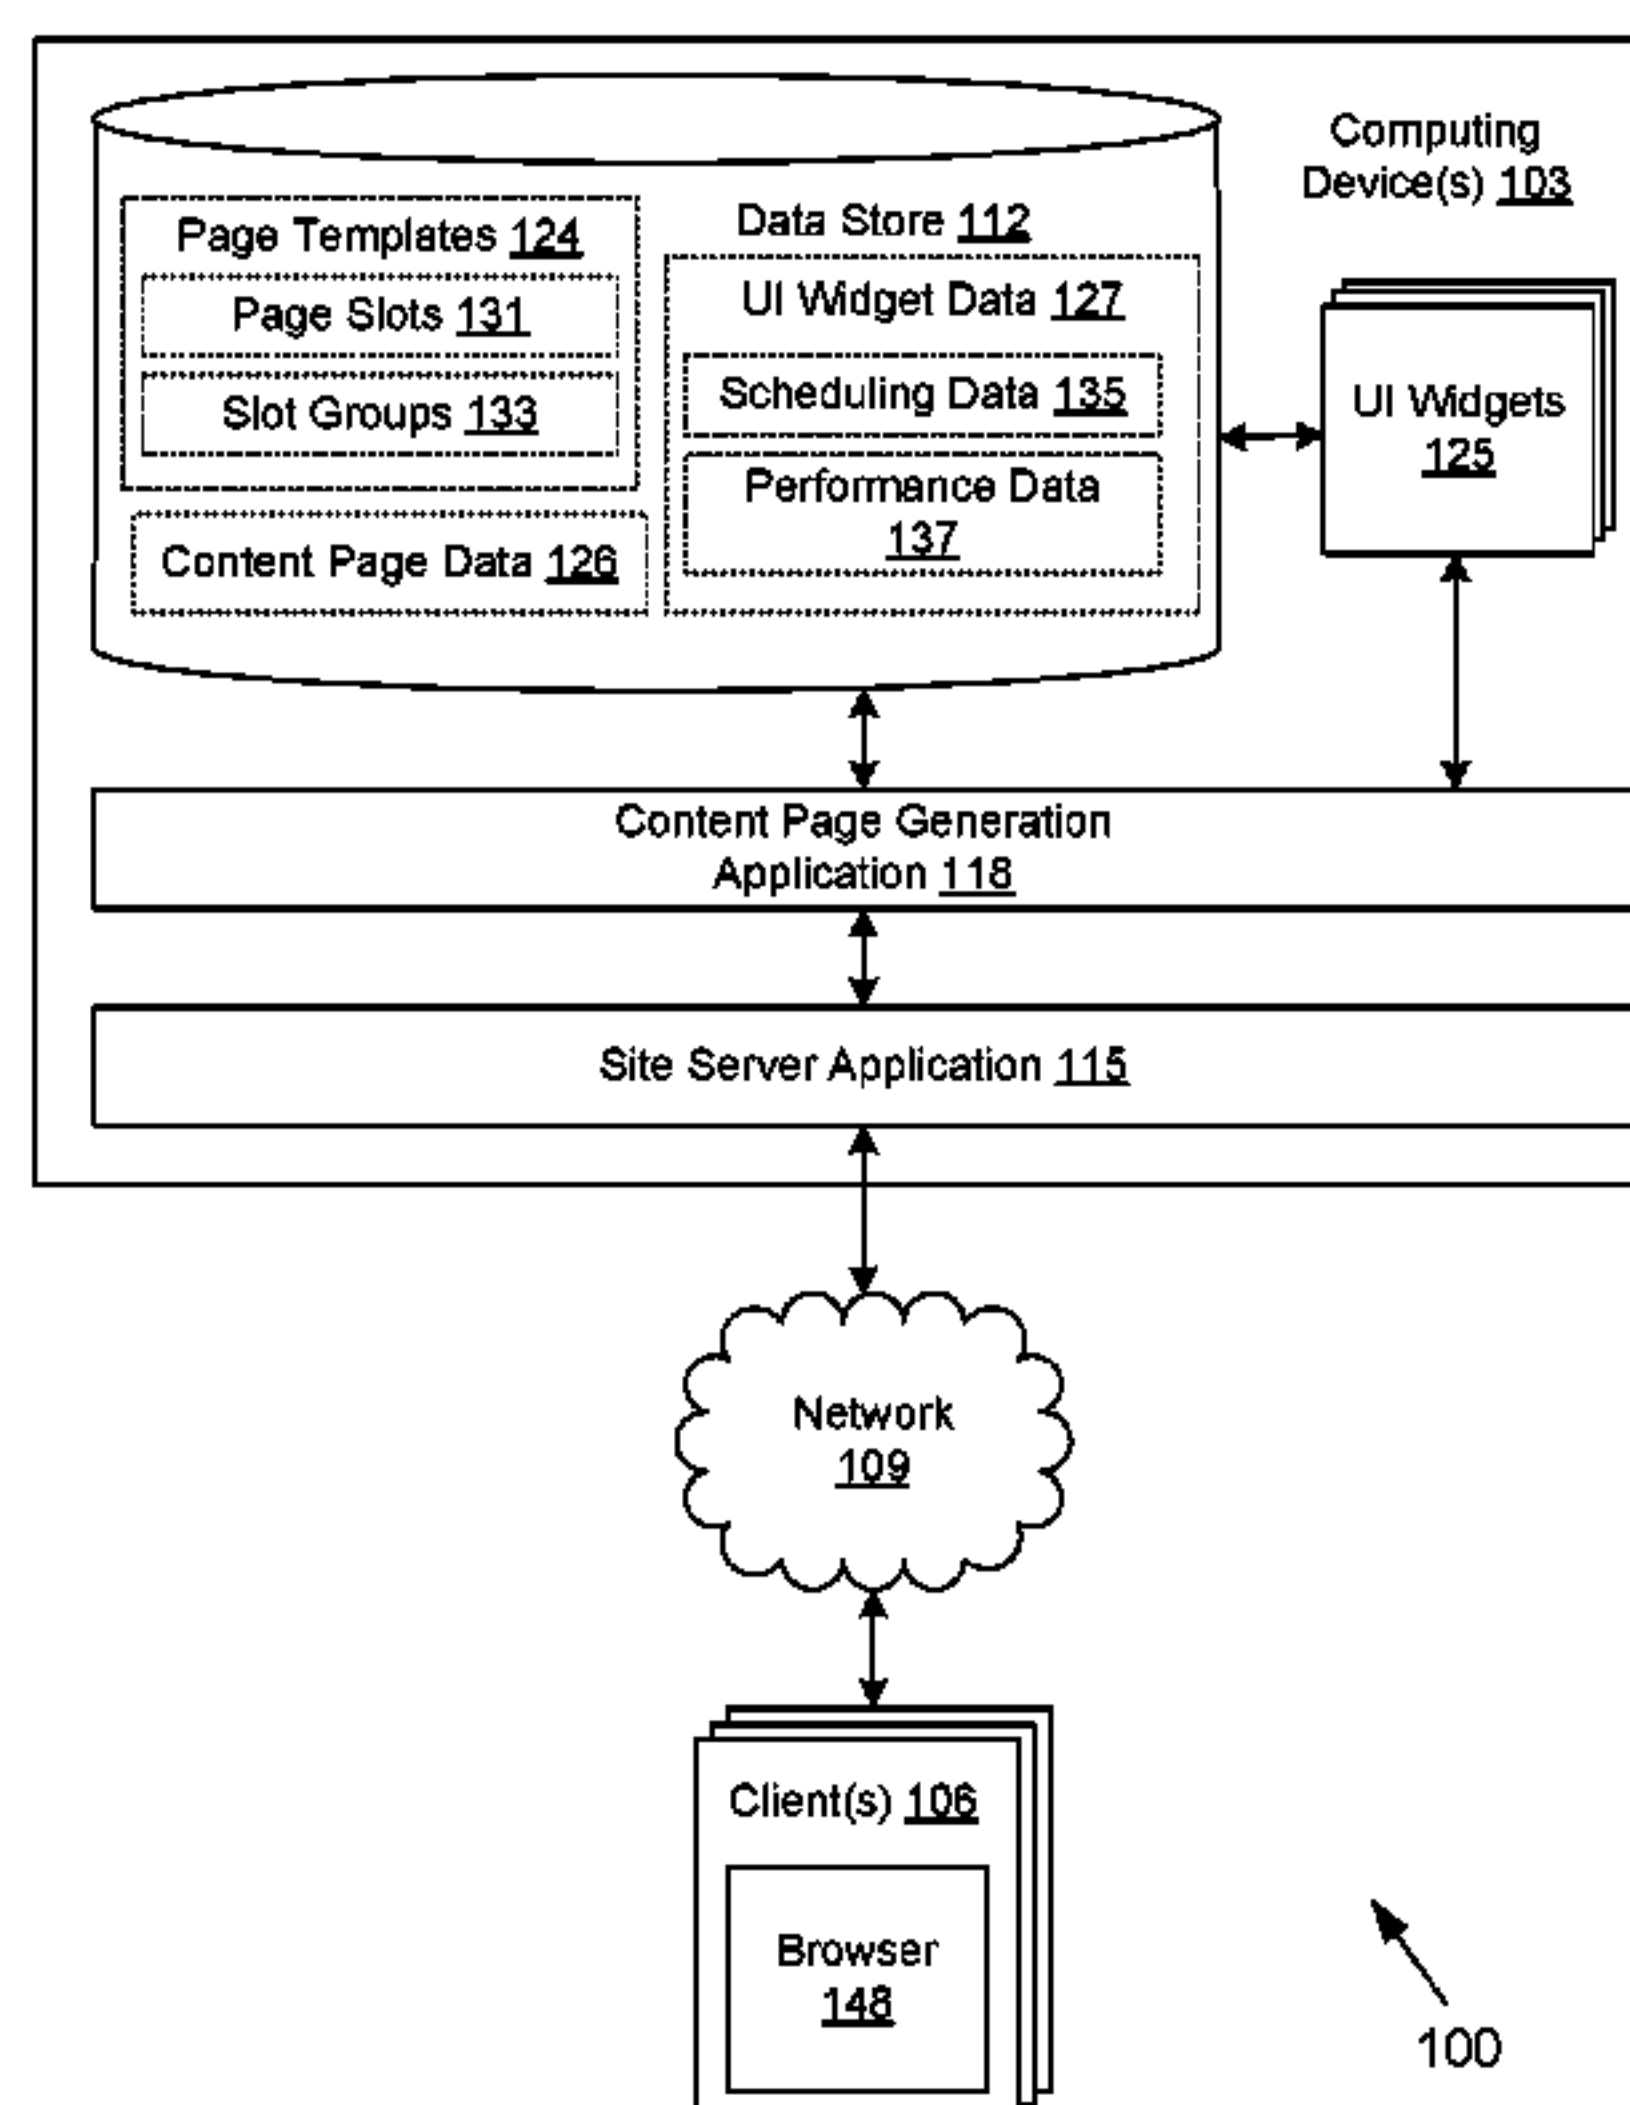 Computing
Device(s) 103
Data Store 112
Page Templates 124
Page Slots 131
Slot Groups 133
Content Page Data 126
UI Widget Data 127
Scheduling Data 135
Performance Data
137
UI Widgets
125
Content Page Generation
Application 118
Site Server Application 115
Network
109
Client(s) 106
Browser
148
100